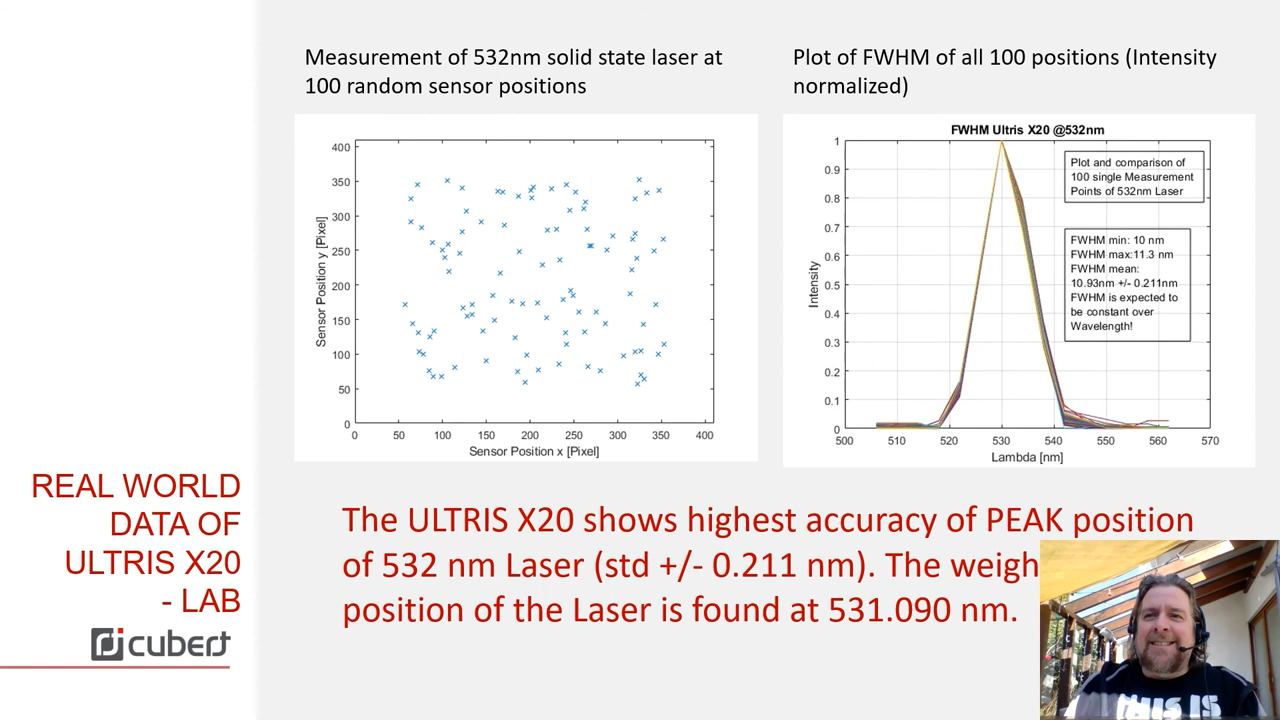 Measurement of 532nm solid state laser at
100 random sensor positions
Plot of FWHM of all 100 positions (Intensity
normalized)
400
350
300
250
200
150
100
50
0
0 50 100 150 200 250 300 350 400
Sensor Position y [Pixel]
Sensor Position x [Pixel]
FWHM Ultris X20 @532nm
1
0.9
0.8
0.7
0.6
0.5
0.4
0.3
0.2
0.1
0
500 510 520 530 540 550 560 570
Intensity
Lambda [nm]
Plot and comparison of
100 single Measurement
Points of 532nm Laser
FWHM min: 10 nm
FWHM max:11.3 nm
FWHM mean:
10.93nm +/- 0.211nm
FWHM is expected to
be constant over
Wavelength!
REAL WORLD
DATA OF
ULTRIS X20
- LAB
cubert
The ULTRIS X20 shows highest accuracy of PEAK position
of 532 nm Laser (std +/- 0.211 nm). The weigh
position of the Laser is found at 531.090 nm.
THIS IS